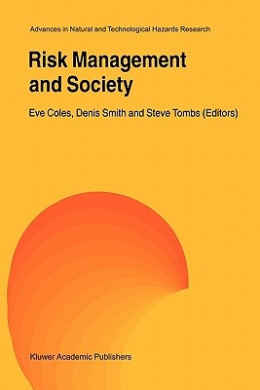 Advances in Natural and Technological Hazards Research
Risk Management
and Society
Eve Coles, Denis Smith and Steve Tombs (Editors)
Kluwer Academic Publishers